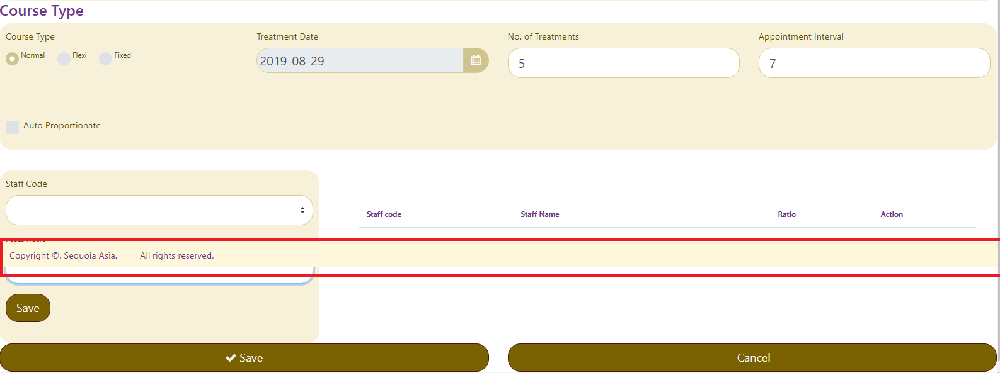 Course Type
Course Type
Treatment Date
No. of Treatments
Appointment Interval
Normal
Flexi
Fixed
2019-08-29
5
7
Auto Proportionate
Staff Code
Staff code
Staff Name
Ratio
Action
Copyright ©. Sequoia Asia. All rights reserved.
Save
Save
Cancel